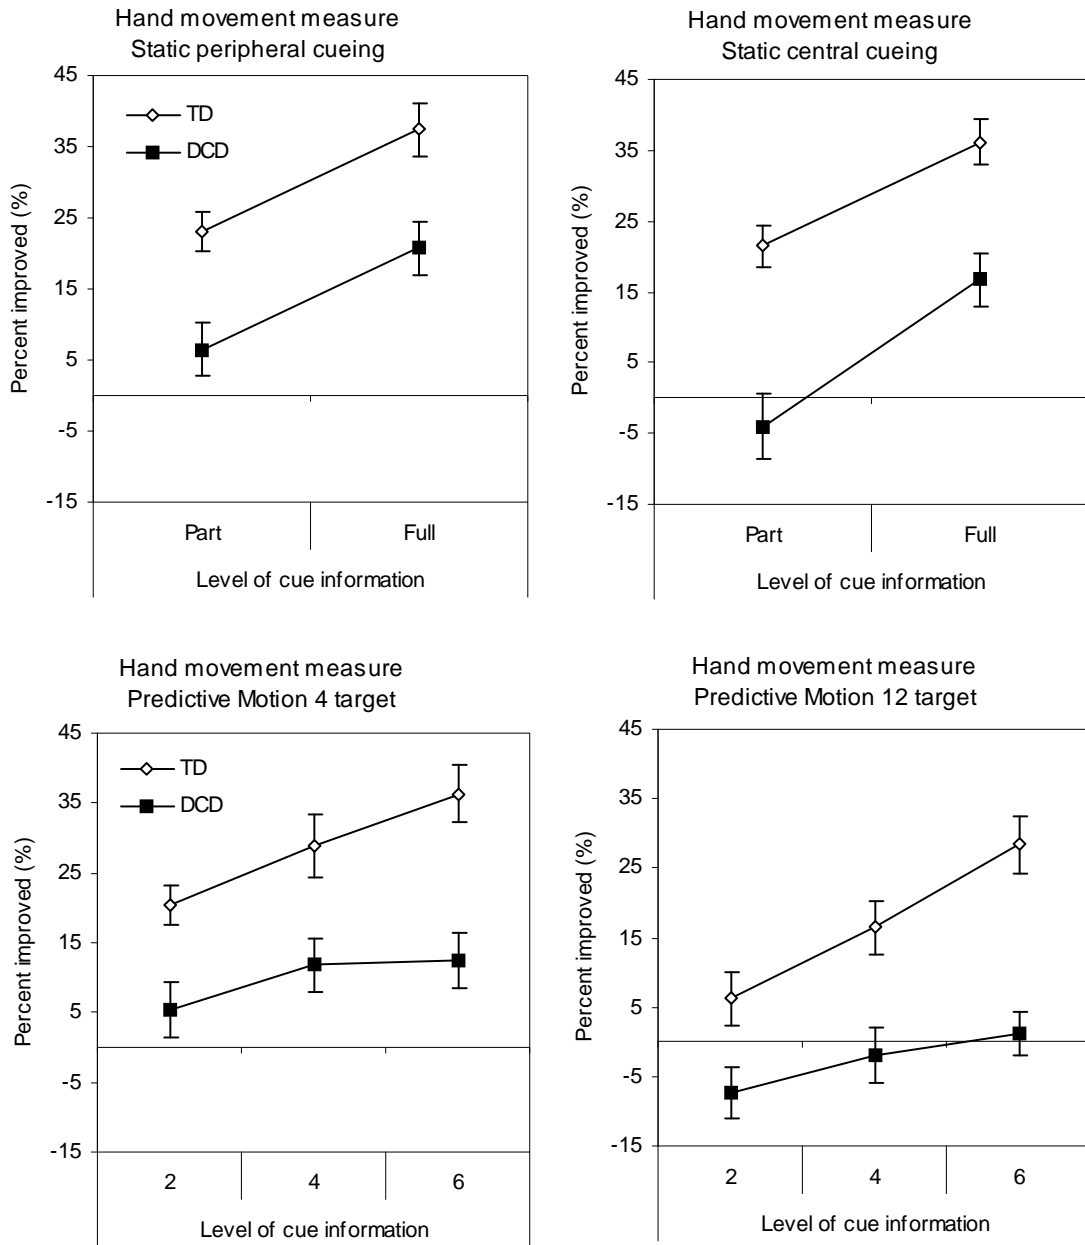 Hand movement measure
Static peripheral cueing
45
35
25
15
5
-5
-15
Percent improved (%)
TD
DCD
Part
Full
Level of cue information
Hand movement measure
Static central cueing
45
35
25
15
5
-5
-15
Percent improved (%)
Part
Full
Level of cue information
Hand movement measure
Predictive Motion 4 target
45
35
25
15
5
-5
-15
Percent improved (%)
TD
DCD
2
4
6
Level of cue information
Hand movement measure
Predictive Motion 12 target
45
35
25
15
5
-5
-15
Percent improved (%)
2
4
6
Level of cue information